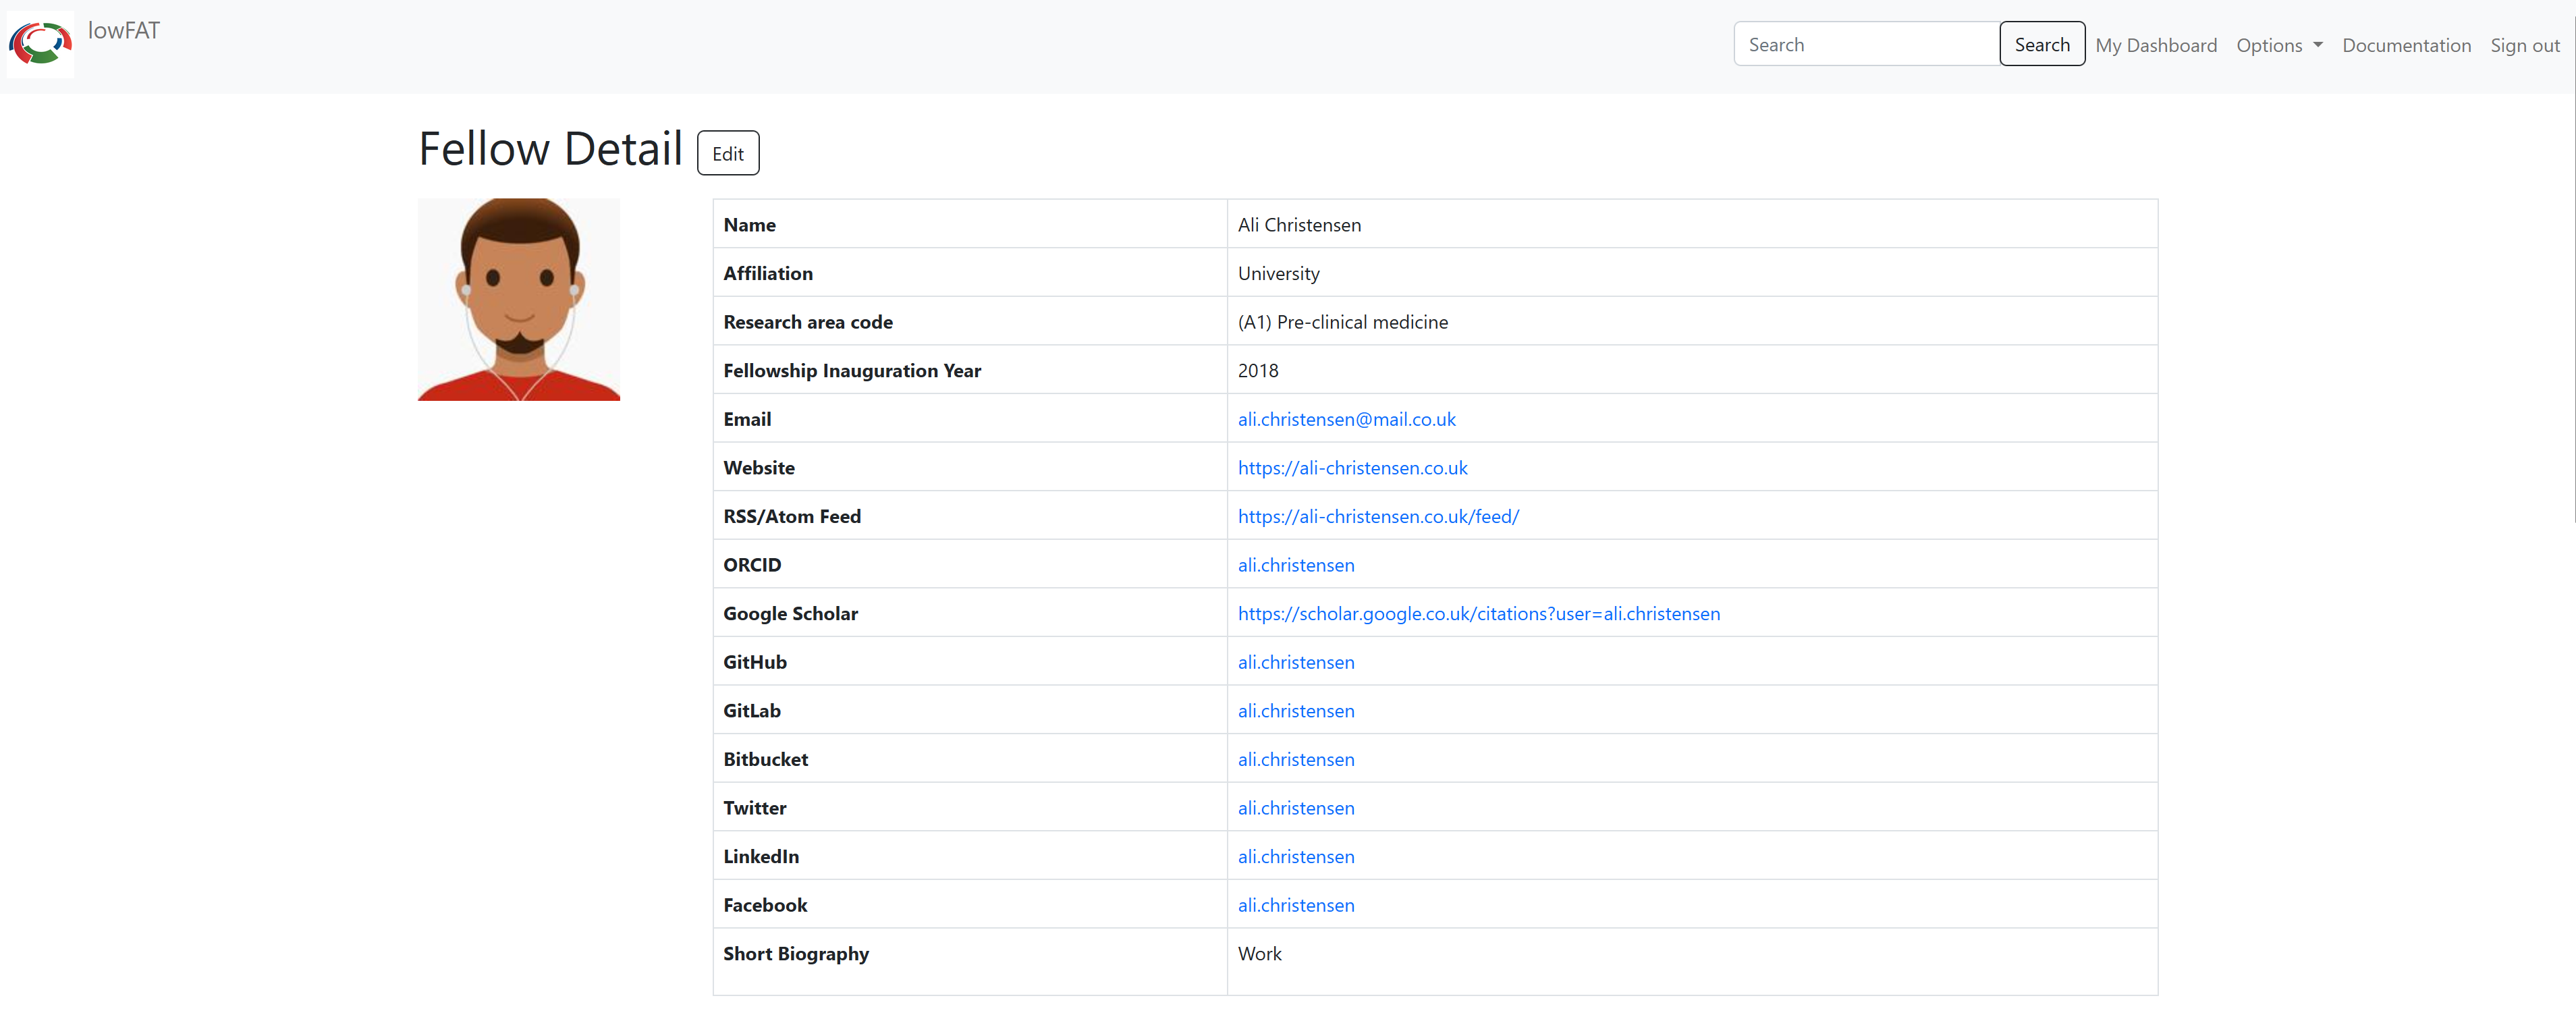 lowFAT
Search Search My Dashboard Options Documentation Sign out
Fellow Detail Edit
Name Ali Christensen
Affiliation University
Research area code (A1) Pre-clinical medicine
Fellowship Inauguration Year 2018
Email ali.christensen@mail.co.uk
Website https://ali-christensen.co.uk
RSS/Atom Feed https://ali-christensen.co.uk/feed/
ORCID ali.christensen
Google Scholar https://scholar.google.co.uk/citations?user=ali.christensen
GitHub ali.christensen
GitLab ali.christensen
Bitbucket ali.christensen
Twitter ali.christensen
LinkedIn ali.christensen
Facebook ali.christensen
Short Biography Work